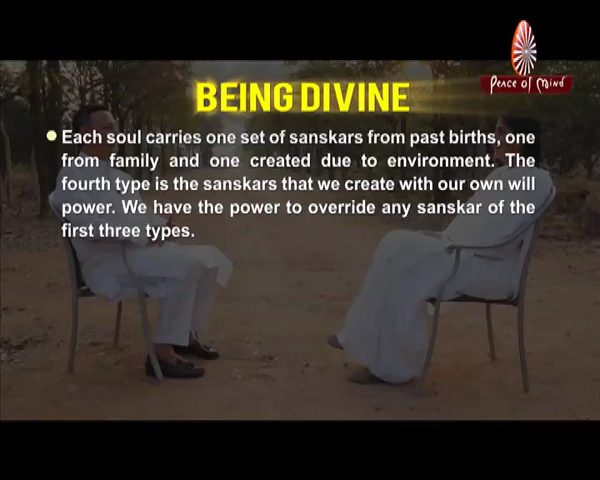 Peace of Mind
BEING DIVINE
Each soul carries one set of sanskars from past births, one
from family and one created due to environment. The
fourth type is the sanskars that we create with our own will
power. We have the power to override any sanskar of the
first three types.